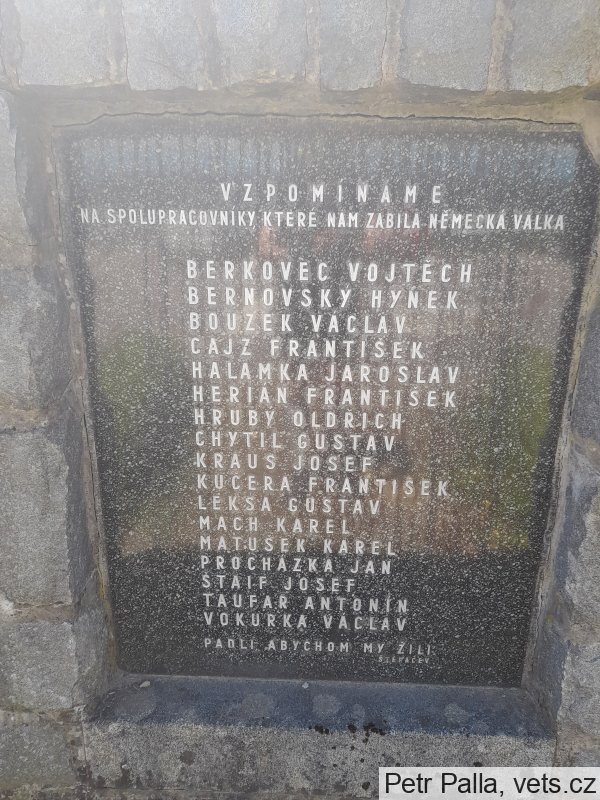 VZPOMÍNÁME
NA SPOLUPRACOVNÍKY KTERÉ NÁM ZABILA NĚMECKÁ VÁLKA
BERKOVEC VOJTĚCH
BERNOVSKÝ HYNEK
BOUZEK VÁCLAV
CAJZ FRANTIŠEK
HALAMKA JAROSLAV
HERIÁN FRANTIŠEK
HRUBÝ OLDŘICH
CHYTIL GUSTAV
KRAUS JOSEF
KUČERA FRANTIŠEK
LEKSA GUSTAV
MACH KAREL
MATUŠEK KAREL
PROCHÁZKA JAN
ŠTAIF JOSEF
TAUFAR ANTONÍN
VOKURKA VÁCLAV
PADLI ABYCHOM MY ŽILI
Petr Palla, vets.cz